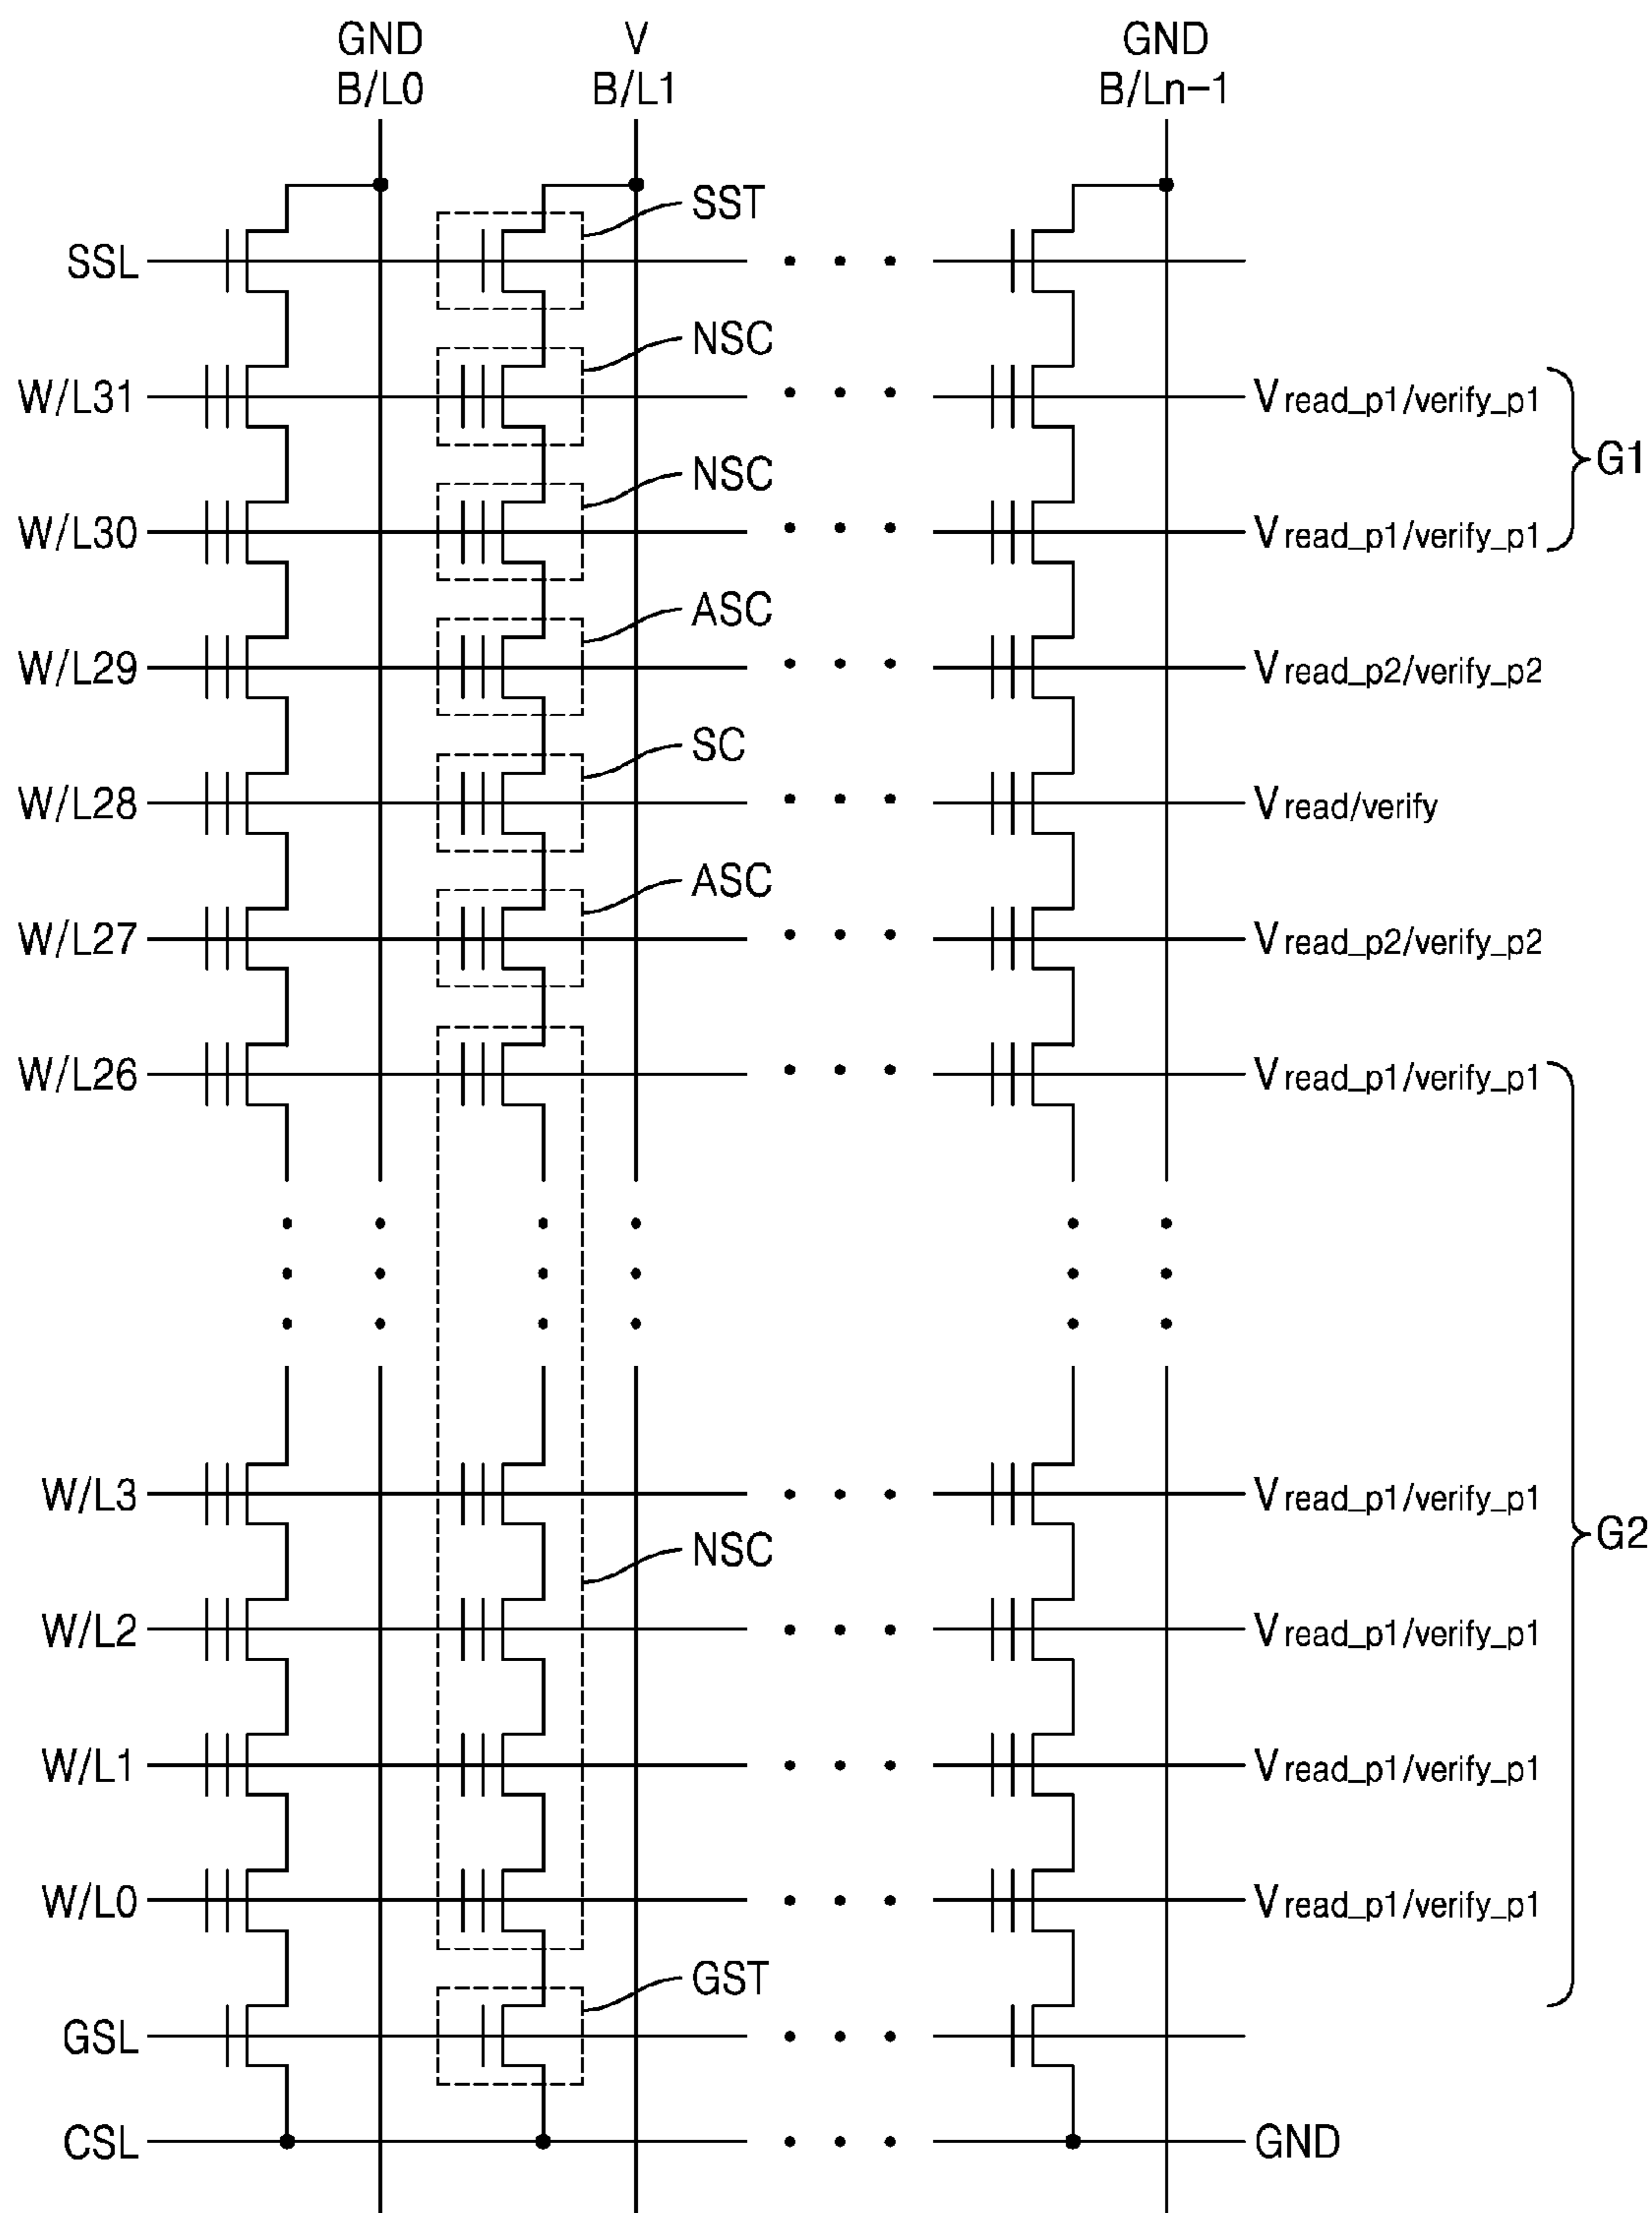 GND V GND
B/L0 B/L1 B/Ln-1
SST
SSL
NSC
W/L31 Vread_p1/verify_p1
G1
NSC
W/L30 Vread_p1/verify_p1
ASC
W/L29 Vread_p2/verify_p2
SC
W/L28 Vread/verify
ASC
W/L27 Vread_p2/verify_p2
W/L26 Vread_p1/verify_p1
W/L3 Vread_p1/verify_p1
G2
NSC
W/L2 Vread_p1/verify_p1
W/L1 Vread_p1/verify_p1
W/L0 Vread_p1/verify_p1
GST
GSL
CSL GND